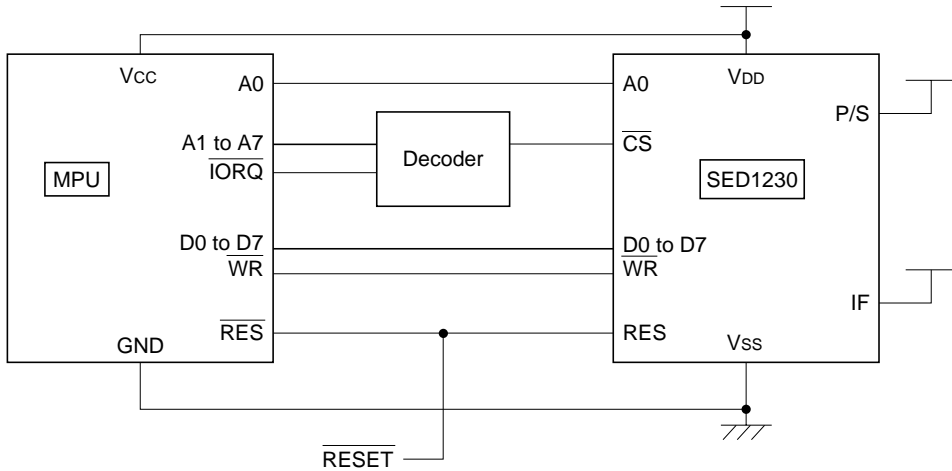 VCC
A0
A0
VDD
P/S
A1 to A7
IORQ
Decoder
CS
MPU
SED1230
D0 to D7
D0 to D7
WR
WR
IF
RES
RES
GND
VSS
RESET